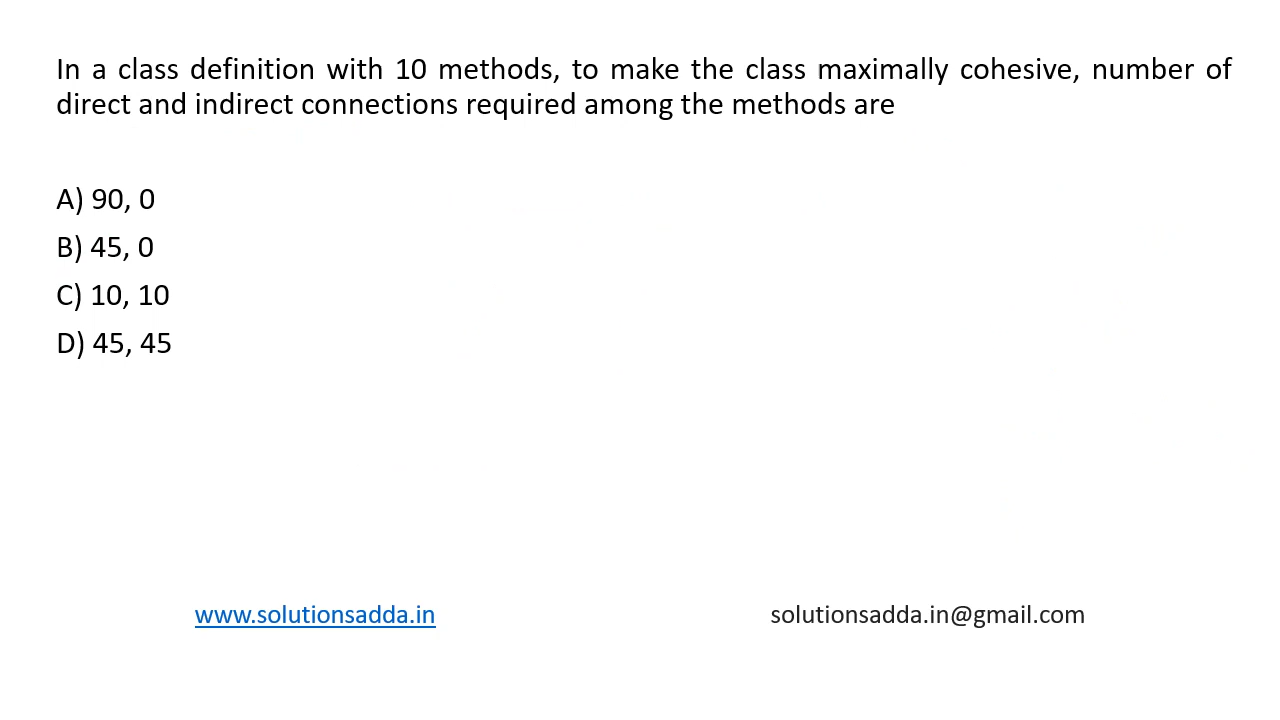 In a class definition with 10 methods, to make the class maximally cohesive, number of
direct and indirect connections required among the methods are
A) 90, 0
B) 45, 0
C) 10, 10
D) 45, 45
www.solutionsadda.in
solutionsadda.in@gmail.com